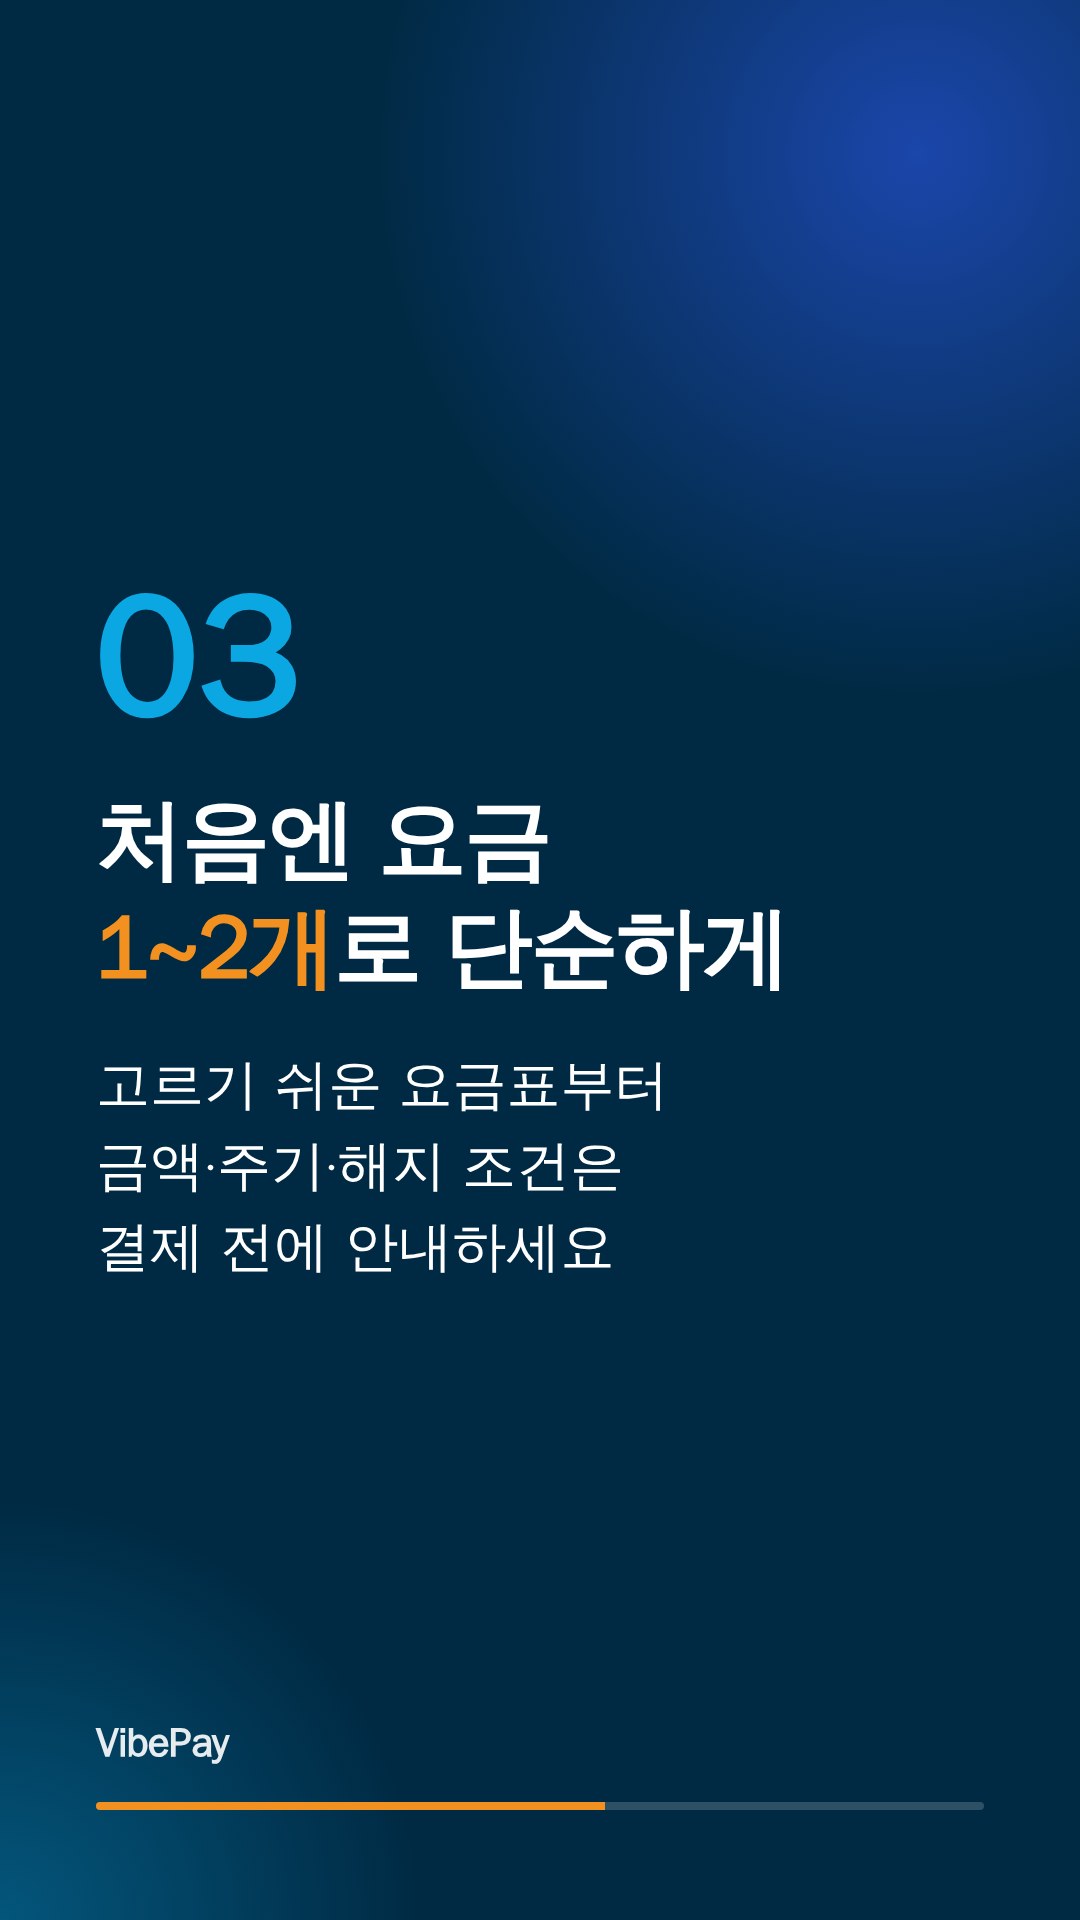 03
처음엔 요금
1~2개로 단순하게
고르기 쉬운 요금표부터
금액·주기·해지 조건은
결제 전에 안내하세요
VibePay